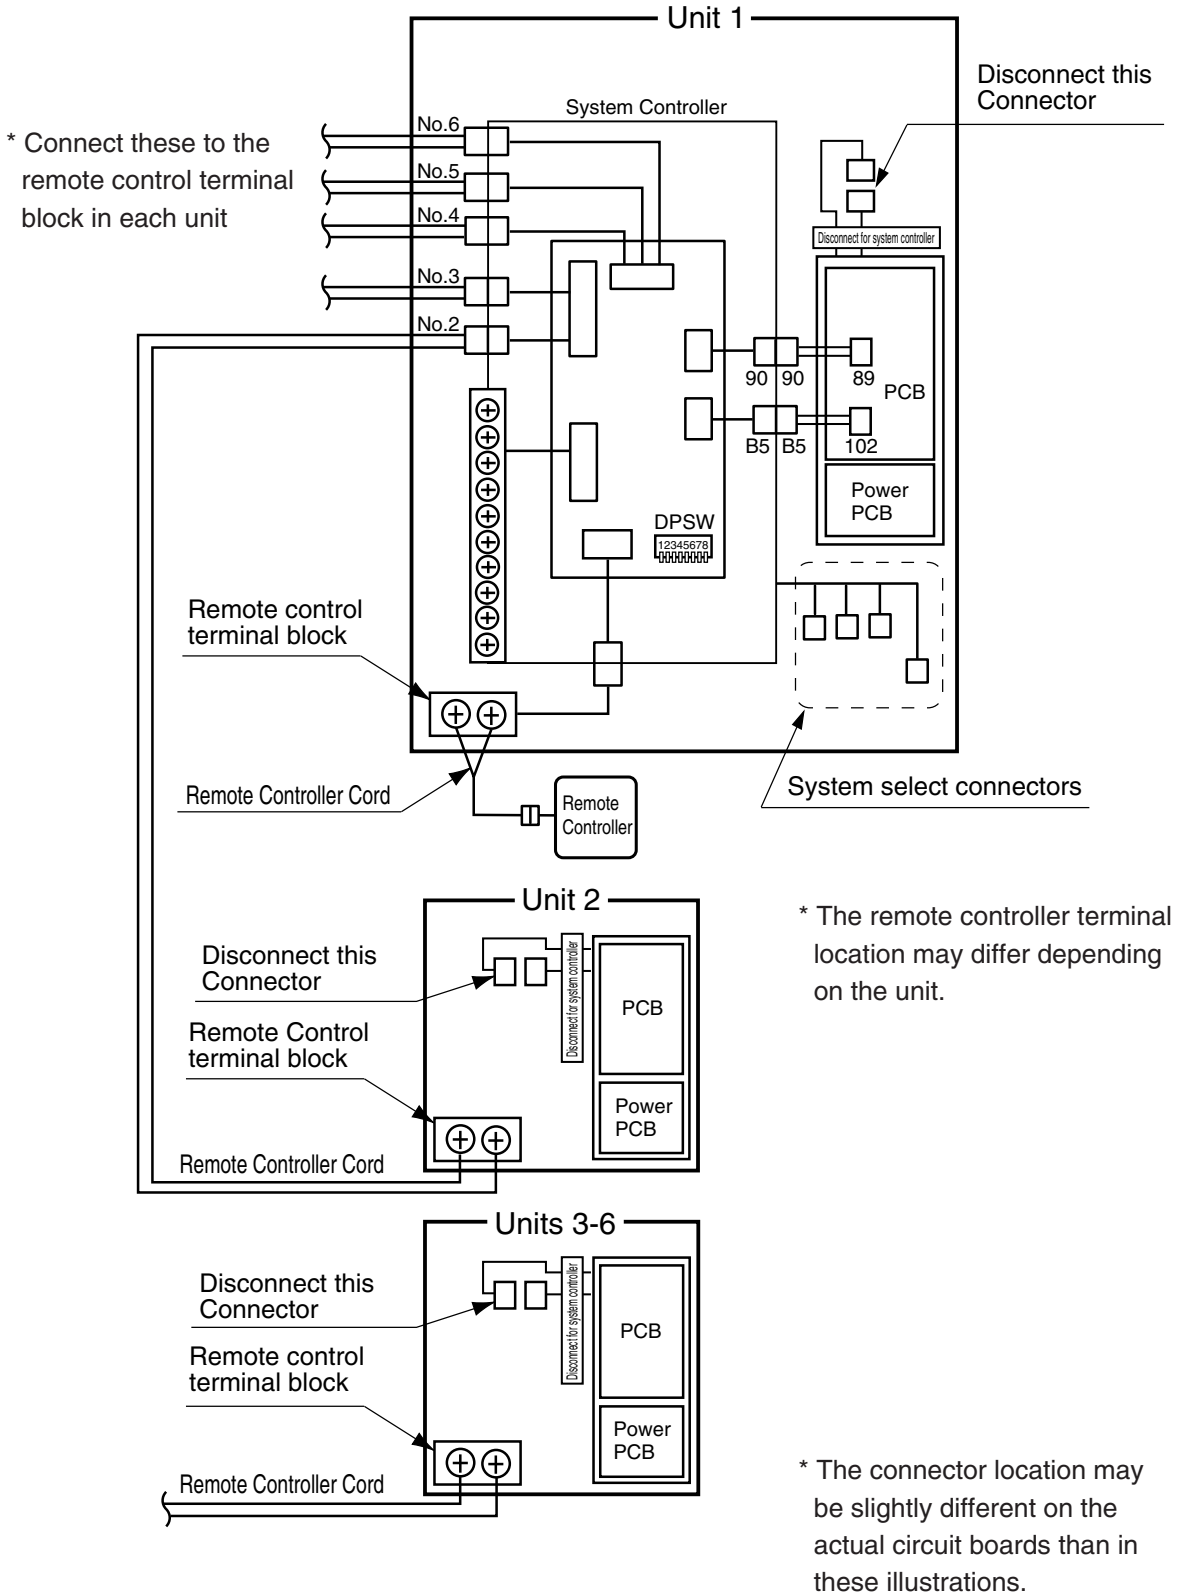 Unit 1
Disconnect this
Connector
System Controller
* Connect these to the
remote control terminal
block in each unit
No.6
No.5
No.4
No.3
No.2
Disconnect for system controller
90 90
89
PCB
B5 B5
102
Power
PCB
DPSW
12345678
Remote control
terminal block
Remote Controller Cord
Remote
Controller
System select connectors
Unit 2
* The remote controller terminal
location may differ depending
on the unit.
Disconnect this
Connector
Disconnect for system controller
PCB
Remote Control
terminal block
Power
PCB
Remote Controller Cord
Units 3-6
Disconnect this
Connector
Disconnect for system controller
PCB
Remote control
terminal block
Power
PCB
Remote Controller Cord
* The connector location may
be slightly different on the
actual circuit boards than in
these illustrations.